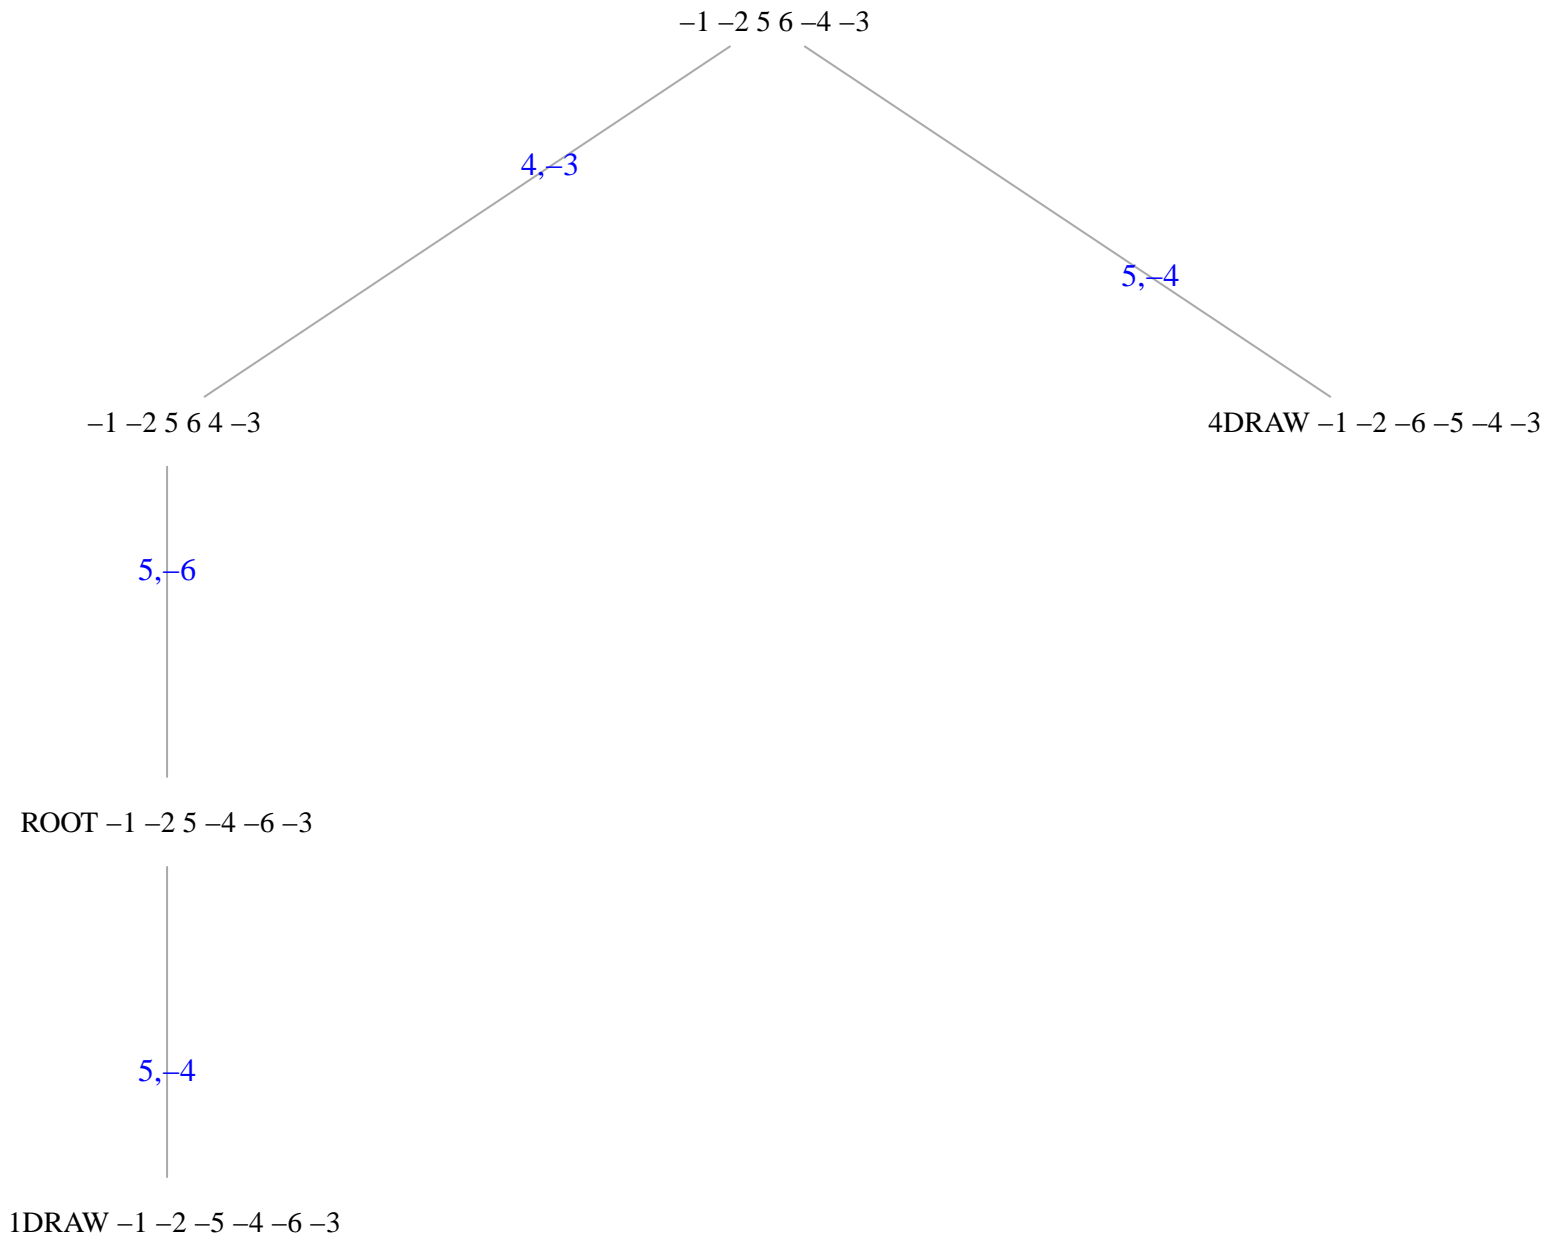 –1 –2 5 6 –4 –3
4,–3
5,–4
–1 –2 5 6 4 –3
4DRAW –1 –2 –6 –5 –4 –3
5,–6
ROOT –1 –2 5 –4 –6 –3
5,–4
1DRAW –1 –2 –5 –4 –6 –3